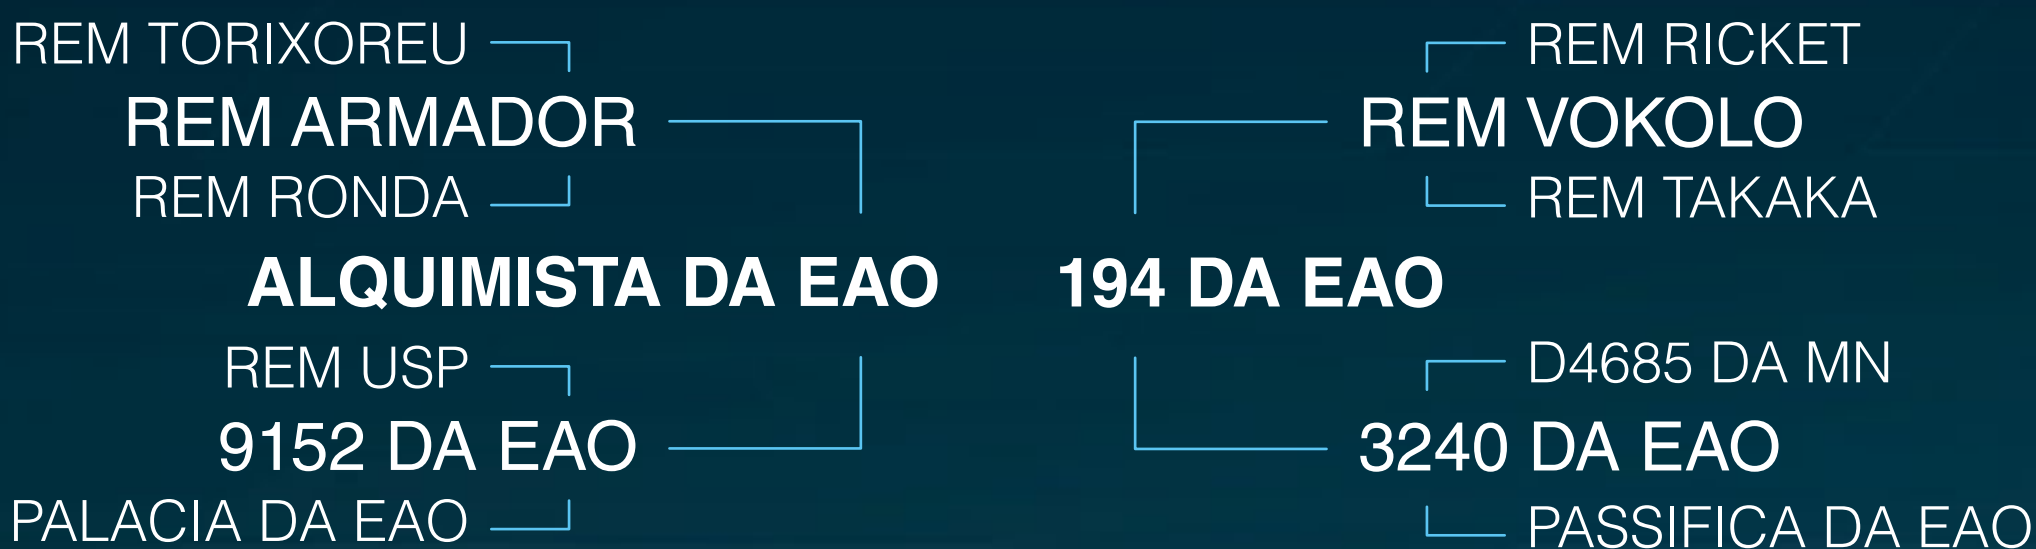 REM TORIXOREU
REM ARMADOR
REM RONDA
ALQUIMISTA DA EAO
REM USP
9152 DA EAO
PALACIA DA EAO
REM RICKET
REM VOKOLO
REM TAKAKA
194 DA EAO
D4685 DA MN
3240 DA EAO
PASSIFICA DA EAO